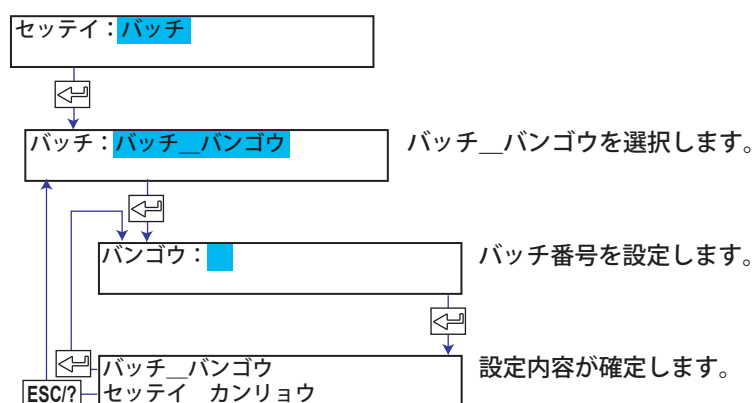 セッテイ：バッチ
バッチ：バッチ__バンゴウ
バッチ__バンゴウを選択します。
バンゴウ：
バッチ番号を設定します。
バッチ__バンゴウ
設定内容が確定します。
ESC/?
セッテイ　カンリョウ